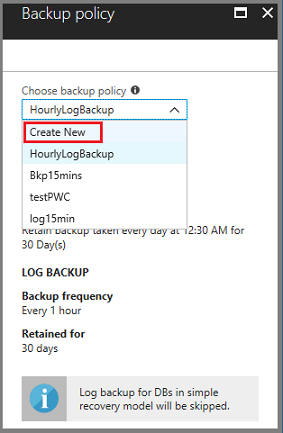 Backup policy
Choose backup policy
HourlyLogBackup
Create New
HourlyLogBackup
Bkp15mins
testPWC
log15min
Retain backup taken every day at 12:30 AM for
30 Day(s)
LOG BACKUP
Backup frequency
Every 1 hour
Retained for
30 days
Log backup for DBs in simple
recovery model will be skipped.